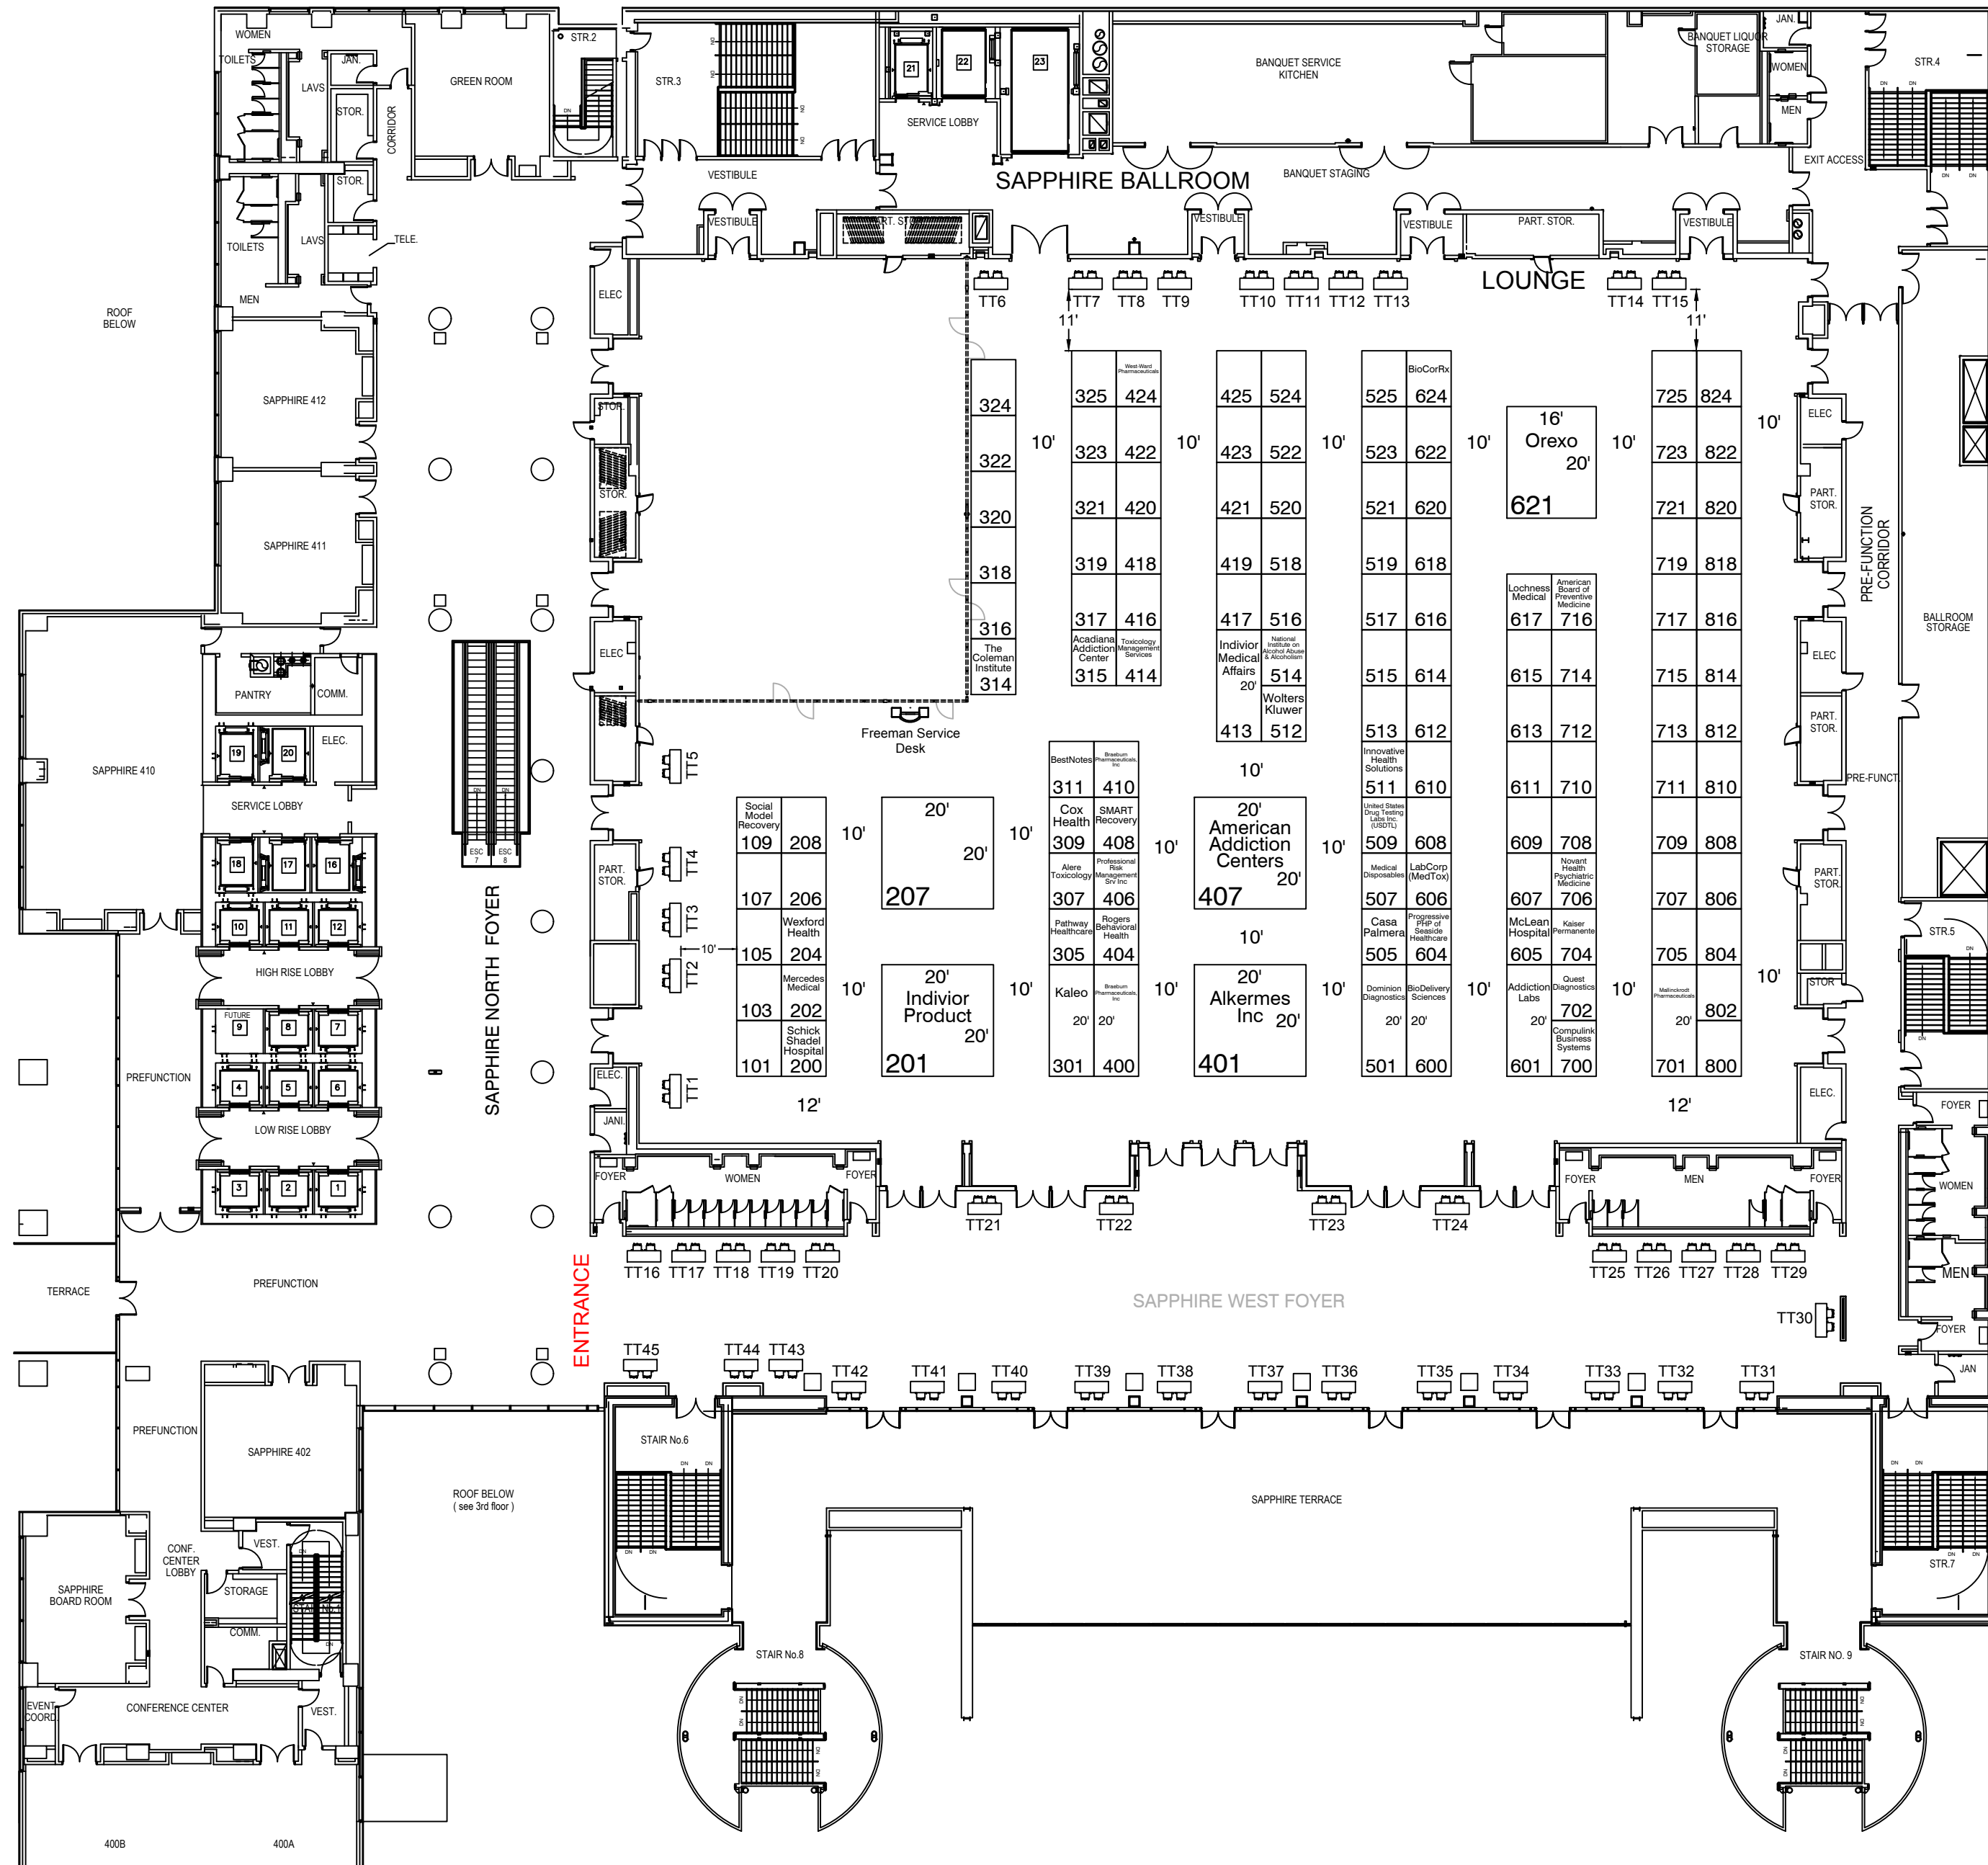 WOMEN
TOILETS
JAN.
LAVS
STOR.
CORRIDOR
GREEN ROOM
STR.2
STR.3
DN
21
22
23
SERVICE LOBBY
BANQUET SERVICE
KITCHEN
BANQUET LIQUOR
STORAGE
JAN.
WOMEN
MEN
STR.4
EXIT ACCESS
VESTIBULE
SAPPHIRE BALLROOM
BANQUET STAGING
STOR.
TOILETS
LAVS
TELE.
MEN
VESTIBULE
PART. STOR.
VESTIBULE
VESTIBULE
PART. STOR.
VESTIBULE
ROOF
BELOW
ELEC
LOUNGE
TT6
TT7
TT8
TT9
TT10
TT11
TT12
TT13
TT14
TT15
11'
11'
SAPPHIRE 412
SAPPHIRE 411
STOR.
STOR.
ELEC
324
322
320
318
316
The
Coleman
Institute
314
10'
325
West-Ward
Pharmaceuticals
424
323
422
321
420
319
418
317
416
Acadiana
Addiction
Center
315
Toxicology
Management
Services
414
10'
425
524
423
522
421
520
419
518
417
516
Indivior
Medical
Affairs
20'
413
National
Institute on
Alcohol Abuse
& Alcoholism
514
Wolters
Kluwer
512
10'
525
BioCorRx
624
523
622
521
620
519
618
517
616
515
614
513
612
Innovative
Health
Solutions
511
610
United States
Drug Testing
Labs Inc.
(USDTL)
509
608
Medical
Disposables
507
LabCorp
(MedTox)
606
Casa
Palmera
505
Progressive
PHP of
Seaside
Healthcare
604
Dominion
Diagnostics
20'
501
BioDelivery
Sciences
20'
600
10'
16'
Orexo
20'
621
10'
Lochness
Medical
617
American
Board of
Preventive
Medicine
716
615
714
613
712
611
710
609
708
607
Novant
Health
Psychiatric
Medicine
706
McLean
Hospital
605
Kaiser
Permanente
704
Addiction
Labs
20'
601
Quest
Diagnostics
702
Compulink
Business
Systems
700
725
824
723
822
721
820
719
818
717
816
715
814
713
812
711
810
709
808
707
806
705
804
Mallinckrodt
Pharmaceuticals
20'
701
802
800
10'
ELEC
PART.
STOR.
PRE-FUNCTION
CORRIDOR
ELEC
PART.
STOR.
PRE-FUNCT.
BALLROOM
STORAGE
PART.
STOR.
STR.5
STOR
10'
ELEC.
FOYER
WOMEN
MEN
FOYER
JAN
PANTRY
COMM.
19
20
ELEC.
SAPPHIRE 410
SERVICE LOBBY
18
17
16
10
11
12
HIGH RISE LOBBY
FUTURE
9
8
7
4
5
6
PREFUNCTION
LOW RISE LOBBY
3
2
1
ESC
7
ESC
8
SAPPHIRE NORTH FOYER
ELEC
PART.
STOR.
ELEC.
JANI.
TT5
TT4
TT3
TT2
TT1
10'
Freeman Service
Desk
Social
Model
Recovery
109
208
107
206
105
Wexford
Health
204
103
Mercedes
Medical
202
101
Schick
Shadel
Hospital
200
12'
10'
20'
20'
207
10'
20'
Indivior
Product
20'
201
10'
10'
BestNotes
311
Braeburn
Pharmaceuticals,
Inc
410
Cox
Health
309
SMART
Recovery
408
Alere
Toxicology
307
Professional
Risk
Management
Srv Inc
406
Pathway
Healthcare
305
Rogers
Behavioral
Health
404
Kaleo
20'
301
Braeburn
Pharmaceuticals,
Inc
20'
400
10'
10'
10'
20'
American
Addiction
Centers
20'
407
10'
10'
20'
Alkermes
Inc
20'
401
10'
10'
10'
12'
FOYER
WOMEN
FOYER
FOYER
MEN
FOYER
TT21
TT22
TT23
TT24
TT16
TT17
TT18
TT19
TT20
TT25
TT26
TT27
TT28
TT29
TT30
ENTRANCE
SAPPHIRE WEST FOYER
TERRACE
PREFUNCTION
TT45
TT44
TT43
TT42
TT41
TT40
TT39
TT38
TT37
TT36
TT35
TT34
TT33
TT32
TT31
PREFUNCTION
SAPPHIRE 402
STAIR No.6
ROOF BELOW
( see 3rd floor )
SAPPHIRE TERRACE
STR.7
CONF.
CENTER
LOBBY
VEST.
STORAGE
COMM.
SAPPHIRE
BOARD ROOM
STAIR No.8
STAIR NO. 9
EVENT
COORD.
CONFERENCE CENTER
VEST.
400B
400A